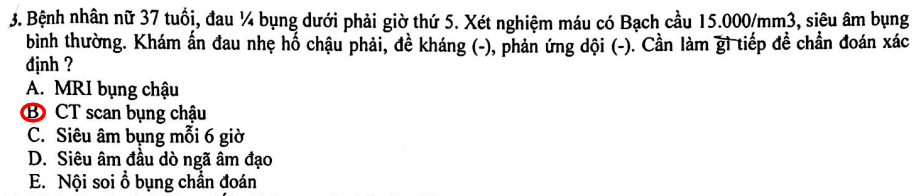 3. Bệnh nhân nữ 37 tuổi, đau ¼ bụng dưới phải giờ thứ 5. Xét nghiệm máu có Bạch cầu 15.000/mm3, siêu âm bụng
bình thường. Khám ấn đau nhẹ hố chậu phải, đề kháng (-), phản ứng dội (-). Cần làm gì tiếp để chẩn đoán xác
định ?
A. MRI bụng chậu
B CT scan bụng chậu
C. Siêu âm bụng mỗi 6 giờ
D. Siêu âm đầu dò ngã âm đạo
E. Nội soi ổ bụng chẩn đoán